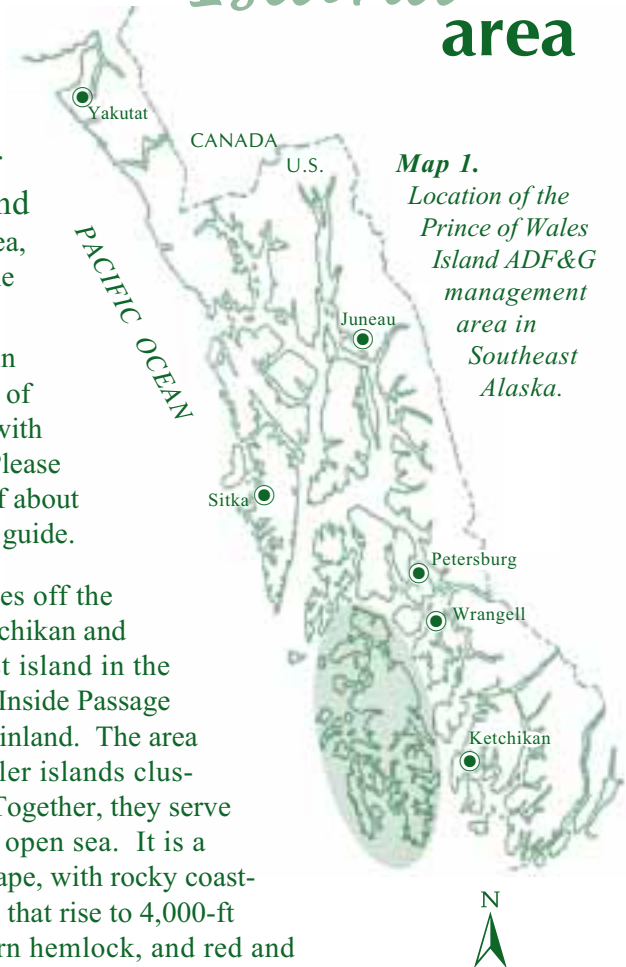 area
Yakutat
CANADA
U.S.
PACIFIC OCEAN
Juneau
Sitka
Petersburg
Wrangell
Ketchikan
Map 1.
Location of the
Prince of Wales
Island ADF&G
management
area in
Southeast
Alaska.
nd
ea,
e
n
of
with
Please
f about
guide.
es off the
chikan and
t island in the
Inside Passage
inland. The area
ler islands clus-
Together, they serve
open sea. It is a
ape, with rocky coast-
that rise to 4,000-ft
rn hemlock, and red and
N